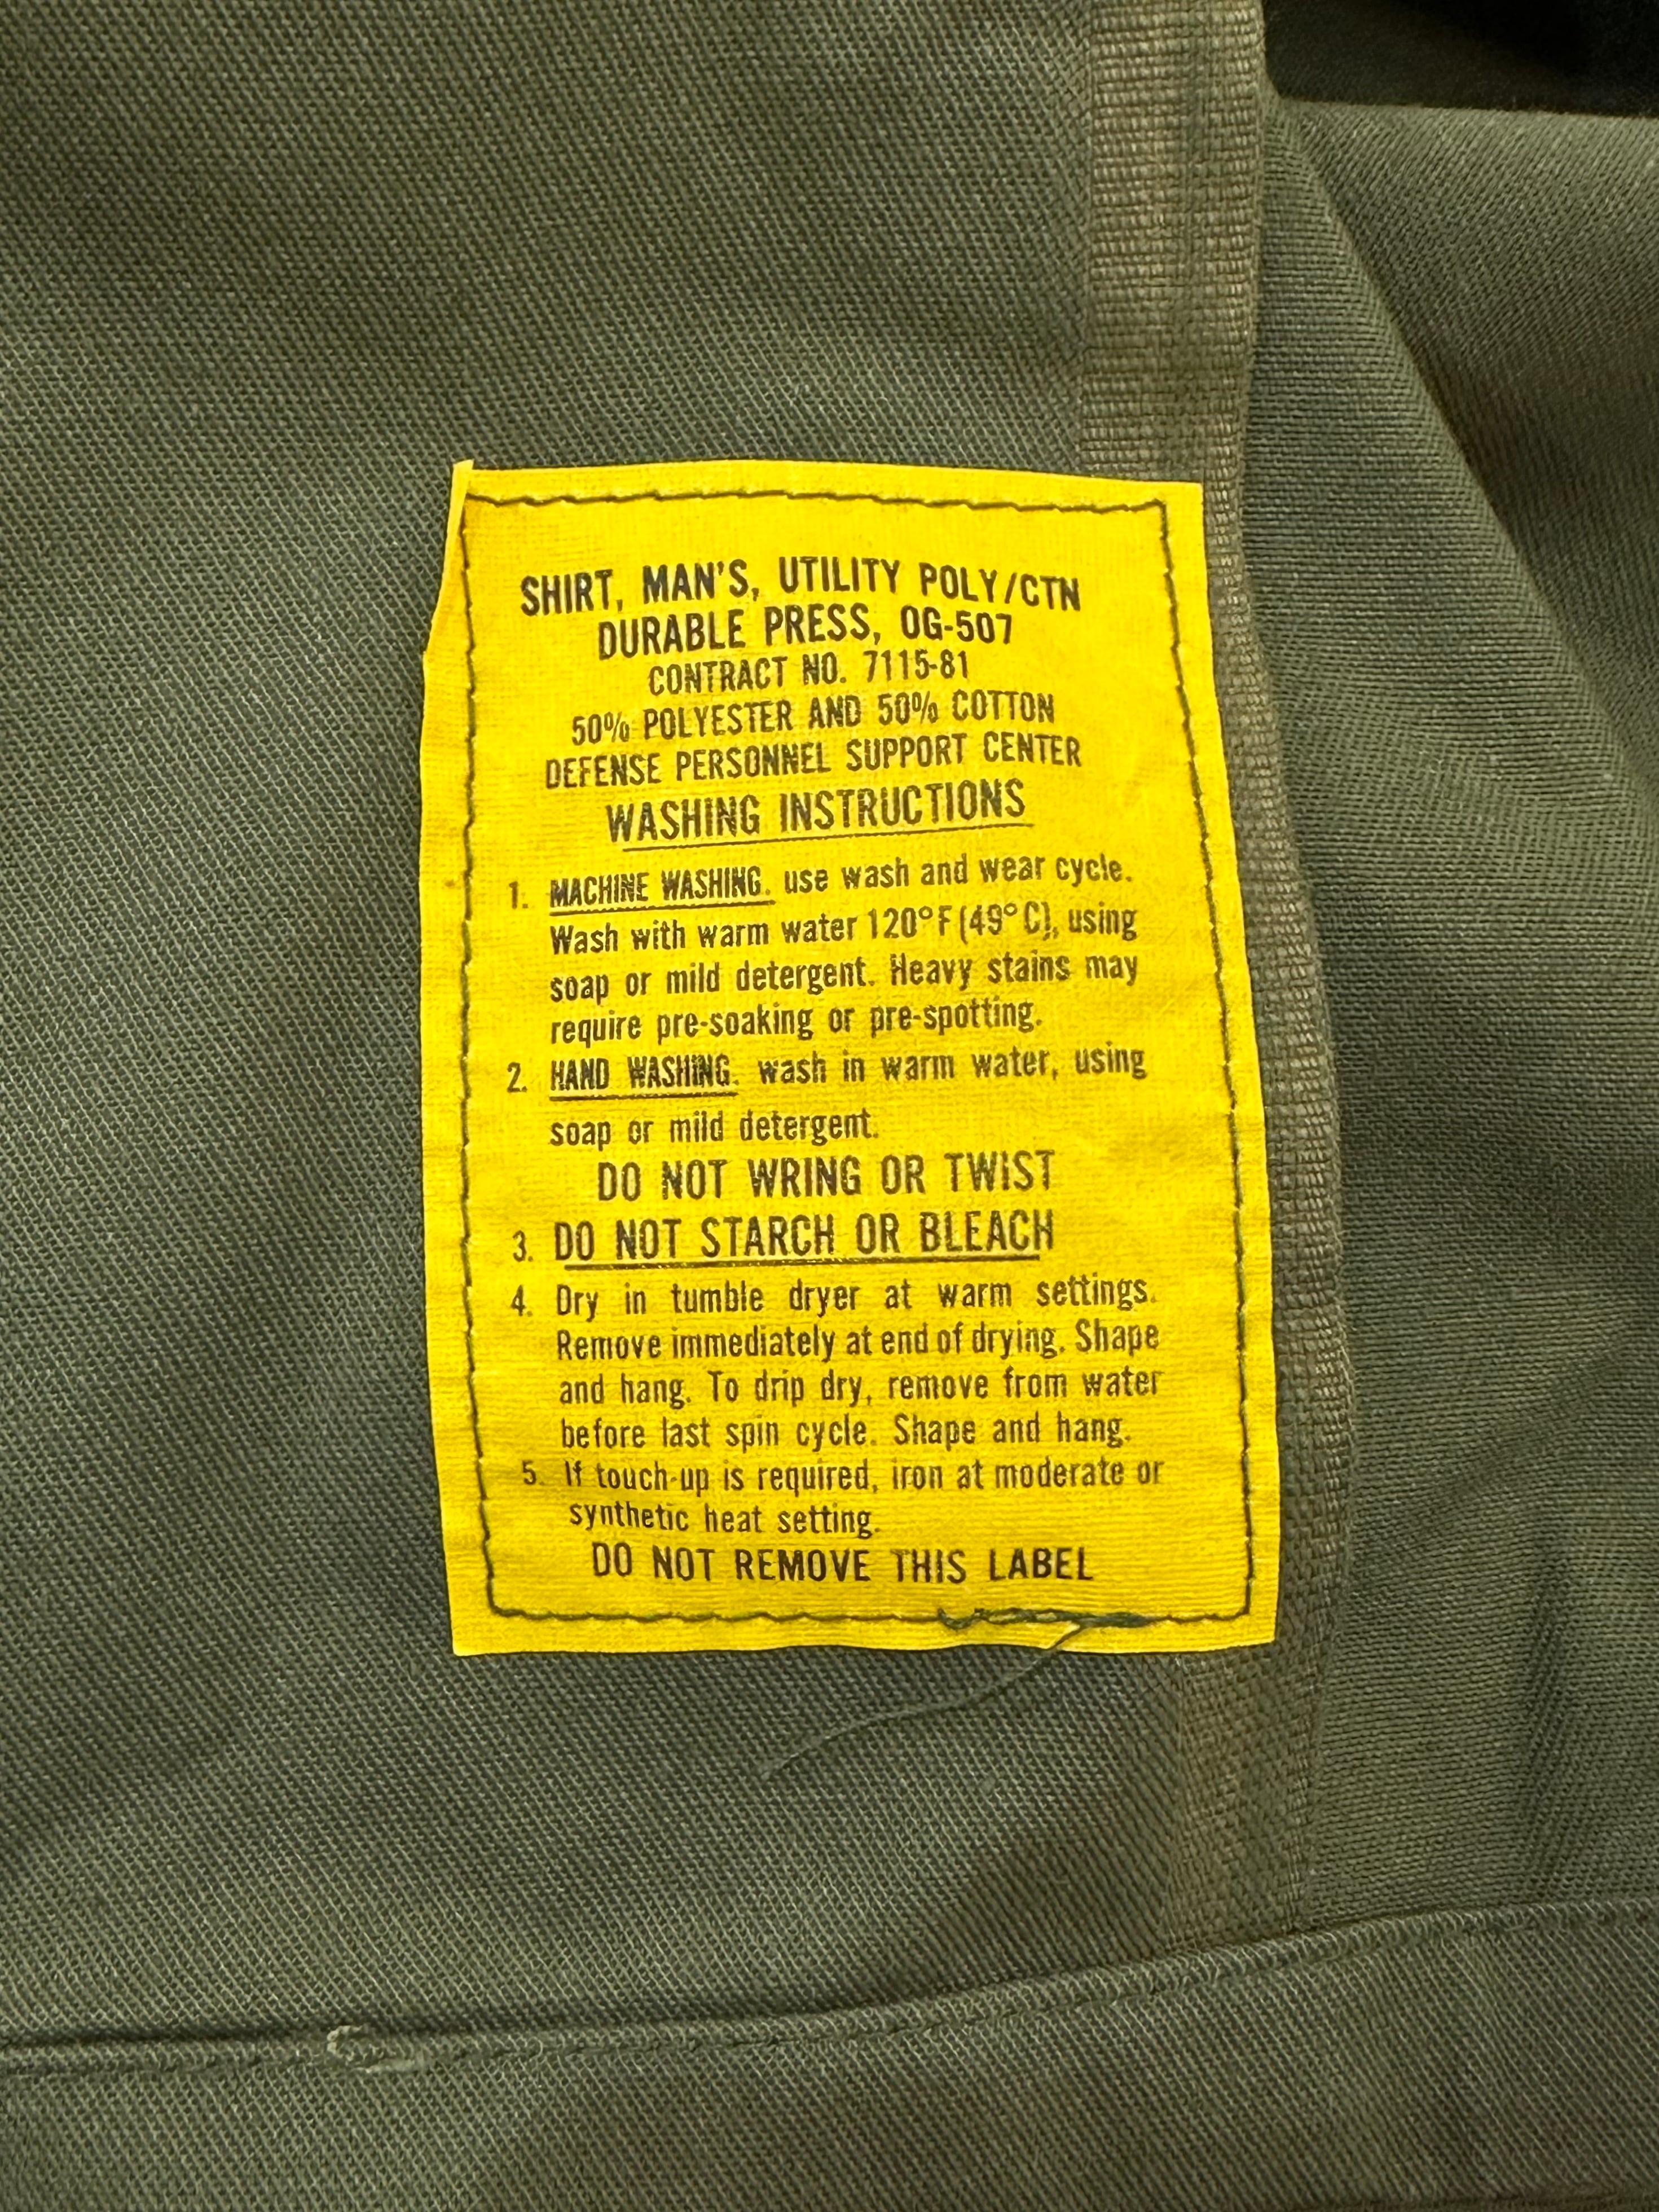 SHIRT, MAN'S, UTILITY POLY/CTN
DURABLE PRESS, OG-507
CONTRACT NO. 7115-81
50% POLYESTER AND 50% COTTON
DEFENSE PERSONNEL SUPPORT CENTER
WASHING INSTRUCTIONS
1. MACHINE WASHING. use wash and wear cycle.
Wash with warm water 120°F (49°C), using
soap or mild detergent. Heavy stains may
require pre-soaking or pre-spotting.
2. HAND WASHING. wash in warm water, using
soap or mild detergent.
DO NOT WRING OR TWIST
3. DO NOT STARCH OR BLEACH
4. Dry in tumble dryer at warm settings.
Remove immediately at end of drying. Shape
and hang. To drip dry, remove from water
before last spin cycle. Shape and hang.
5. If touch-up is required, iron at moderate or
synthetic heat setting.
DO NOT REMOVE THIS LABEL